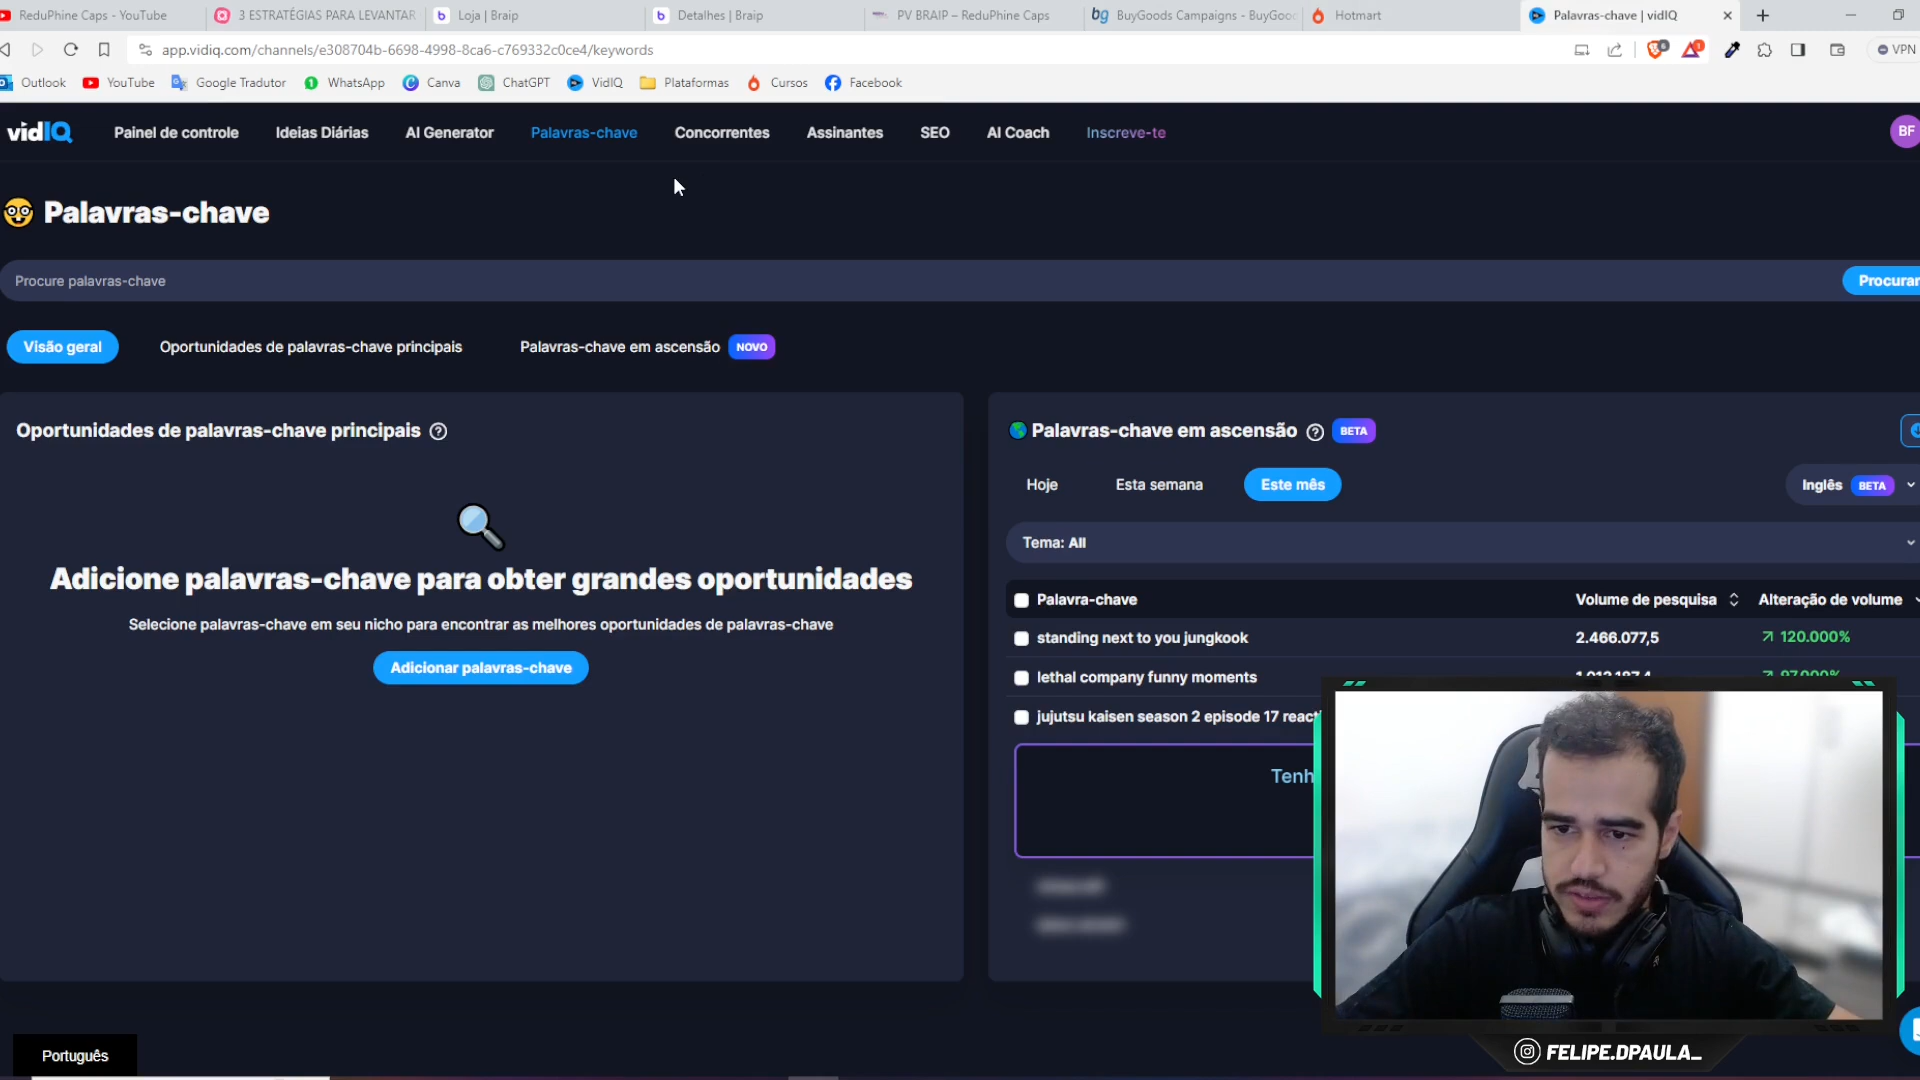 ReduPhine Caps - YouTube
3 ESTRATÉGIAS PARA LEVANTAR
Loja | Braip
Detalhes | Braip
PV BRAIP – ReduPhine Caps
BuyGoods Campaigns - BuyGoo
Hotmart
Palavras-chave | vidIQ
app.vidiq.com/channels/e308704b-6698-4998-8ca6-c769332c0ce4/keywords
VPN
Outlook
YouTube
Google Tradutor
WhatsApp
Canva
ChatGPT
VidIQ
Plataformas
Cursos
Facebook
vidIQ
Painel de controle
Ideias Diárias
AI Generator
Palavras-chave
Concorrentes
Assinantes
SEO
AI Coach
Inscreve-te
BF
Palavras-chave
Procure palavras-chave
Procurar
Visão geral
Oportunidades de palavras-chave principais
Palavras-chave em ascensão NOVO
Oportunidades de palavras-chave principais
Adicione palavras-chave para obter grandes oportunidades
Selecione palavras-chave em seu nicho para encontrar as melhores oportunidades de palavras-chave
Adicionar palavras-chave
Palavras-chave em ascensão BETA
Hoje
Esta semana
Este mês
Inglês BETA
Tema: All
Palavra-chave
Volume de pesquisa
Alteração de volume
standing next to you jungkook
2.466.077,5
120.000%
lethal company funny moments
jujutsu kaisen season 2 episode 17 reacti
Tenh
Português
FELIPE.DPAULA_